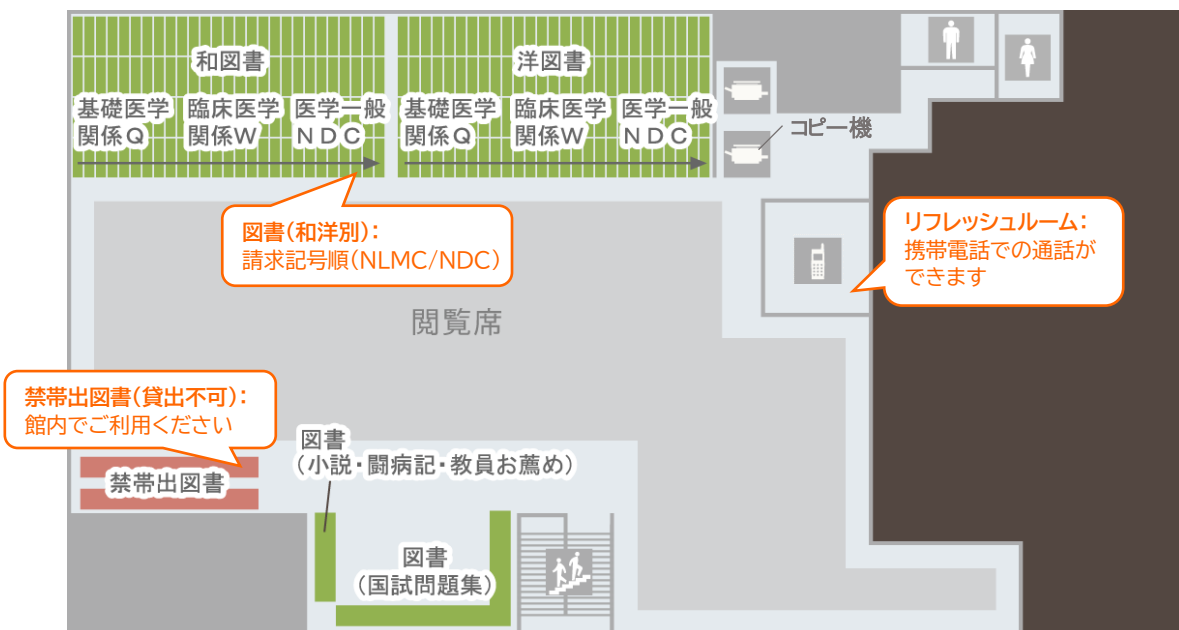 和図書
基礎医学
関係Q
臨床医学
関係W
医学一般
NDC
洋図書
基礎医学
関係Q
臨床医学
関係W
医学一般
NDC
コピー機
図書(和洋別):
請求記号順(NLMC/NDC)
リフレッシュルーム:
携帯電話での通話が
できます
閲覧席
禁帯出図書(貸出不可):
館内でご利用ください
禁帯出図書
図書
(小説・闘病記・教員お薦め)
図書
(国試問題集)